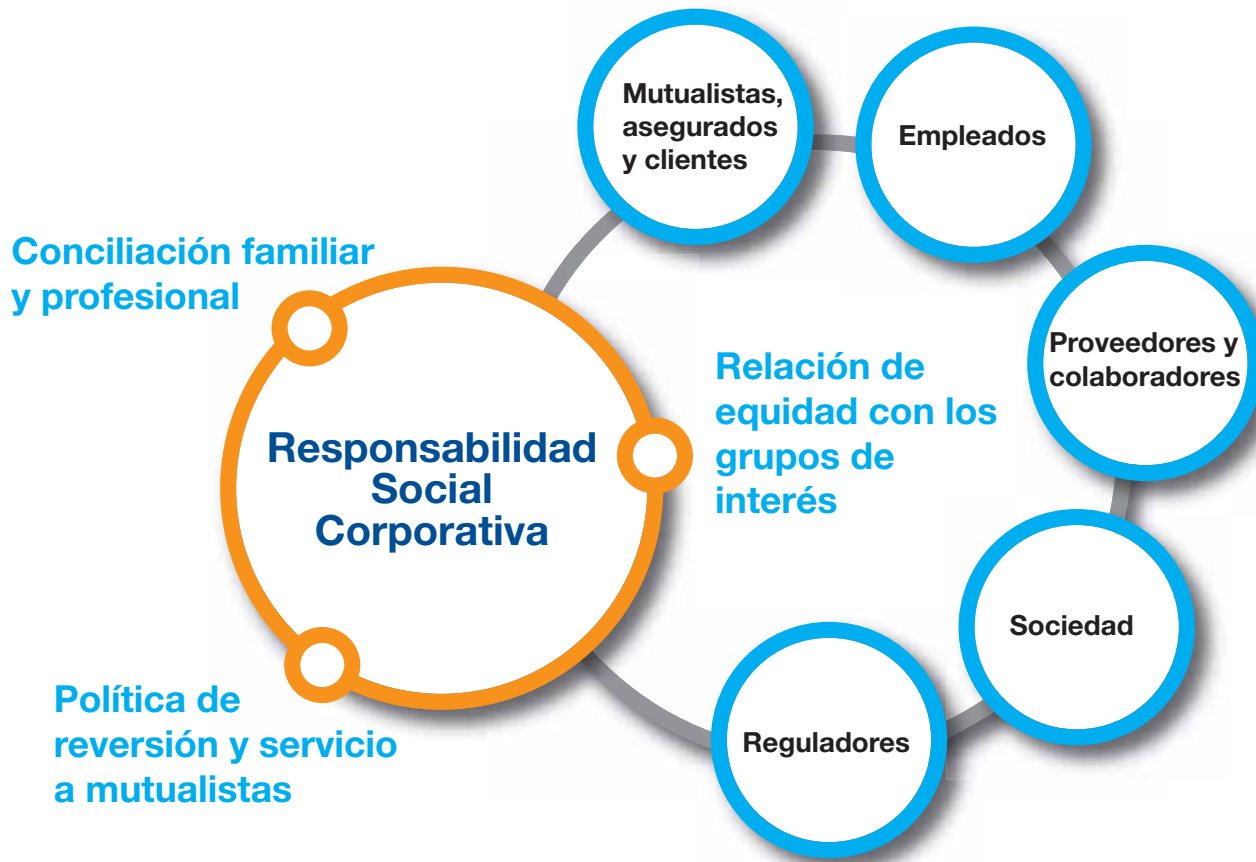 Mutualistas,
asegurados
y clientes
Empleados
Conciliación familiar
y profesional
Proveedores y
colaboradores
Relación de
equidad con los
grupos de
interés
Responsabilidad
Social
Corporativa
Sociedad
Política de
reversión y servicio
a mutualistas
Reguladores